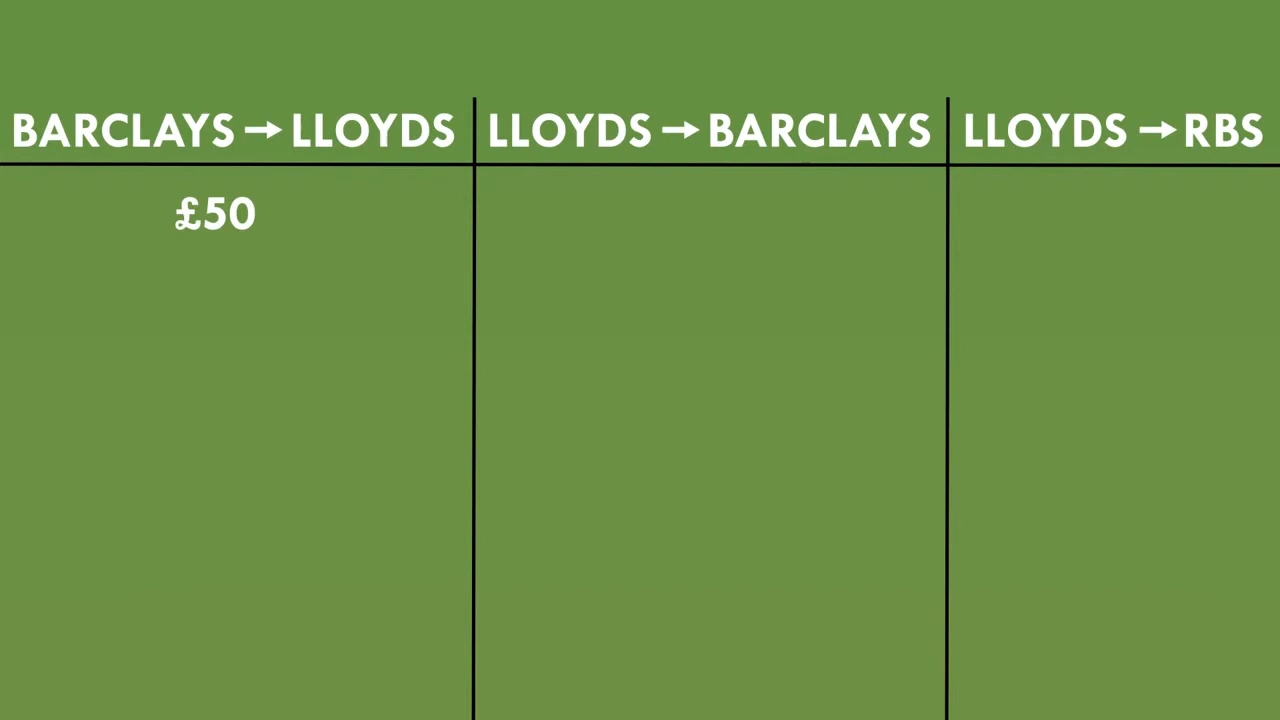 BARCLAYS → LLOYDS
LLOYDS → BARCLAYS
LLOYDS → RBS
£50